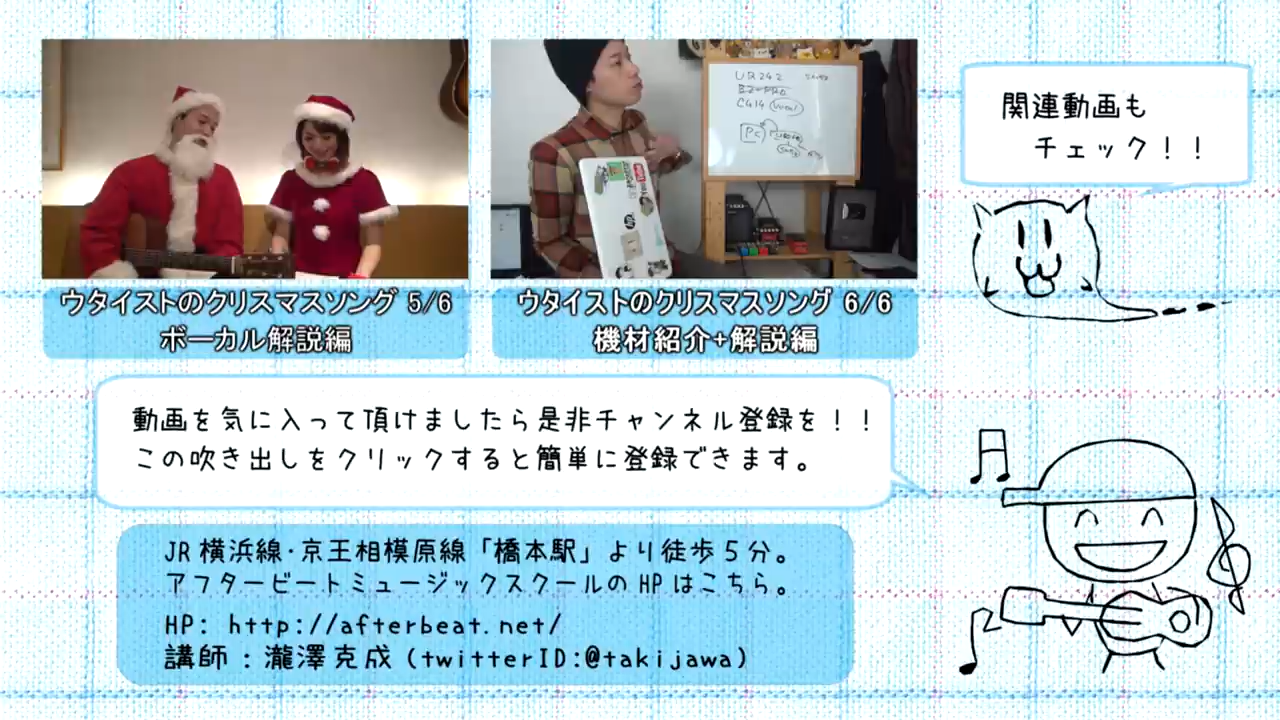 UR242
C414 (Vocal)
PC
関連動画も
チェック！！
ウタイストのクリスマスソング 5/6
ボーカル解説編
ウタイストのクリスマスソング 6/6
機材紹介+解説編
動画を気に入って頂けましたら是非チャンネル登録を！！
この吹き出しをクリックすると簡単に登録できます。
JR 横浜線・京王相模原線「橋本駅」より徒歩５分。
アフタービートミュージックスクールの HP はこちら。
HP: http://afterbeat.net/
講師：瀧澤克成 (twitterID:@takijawa)